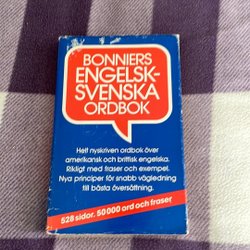 BONNIERS
ENGELSK-
SVENSKA
ORDBOK
Helt nyskriven ordbok över
amerikansk och brittisk engelska.
Rikligt med fraser och exempel.
Nya principer för snabb vägledning
till bästa översättning.
528 sidor. 50 000 ord och fraser